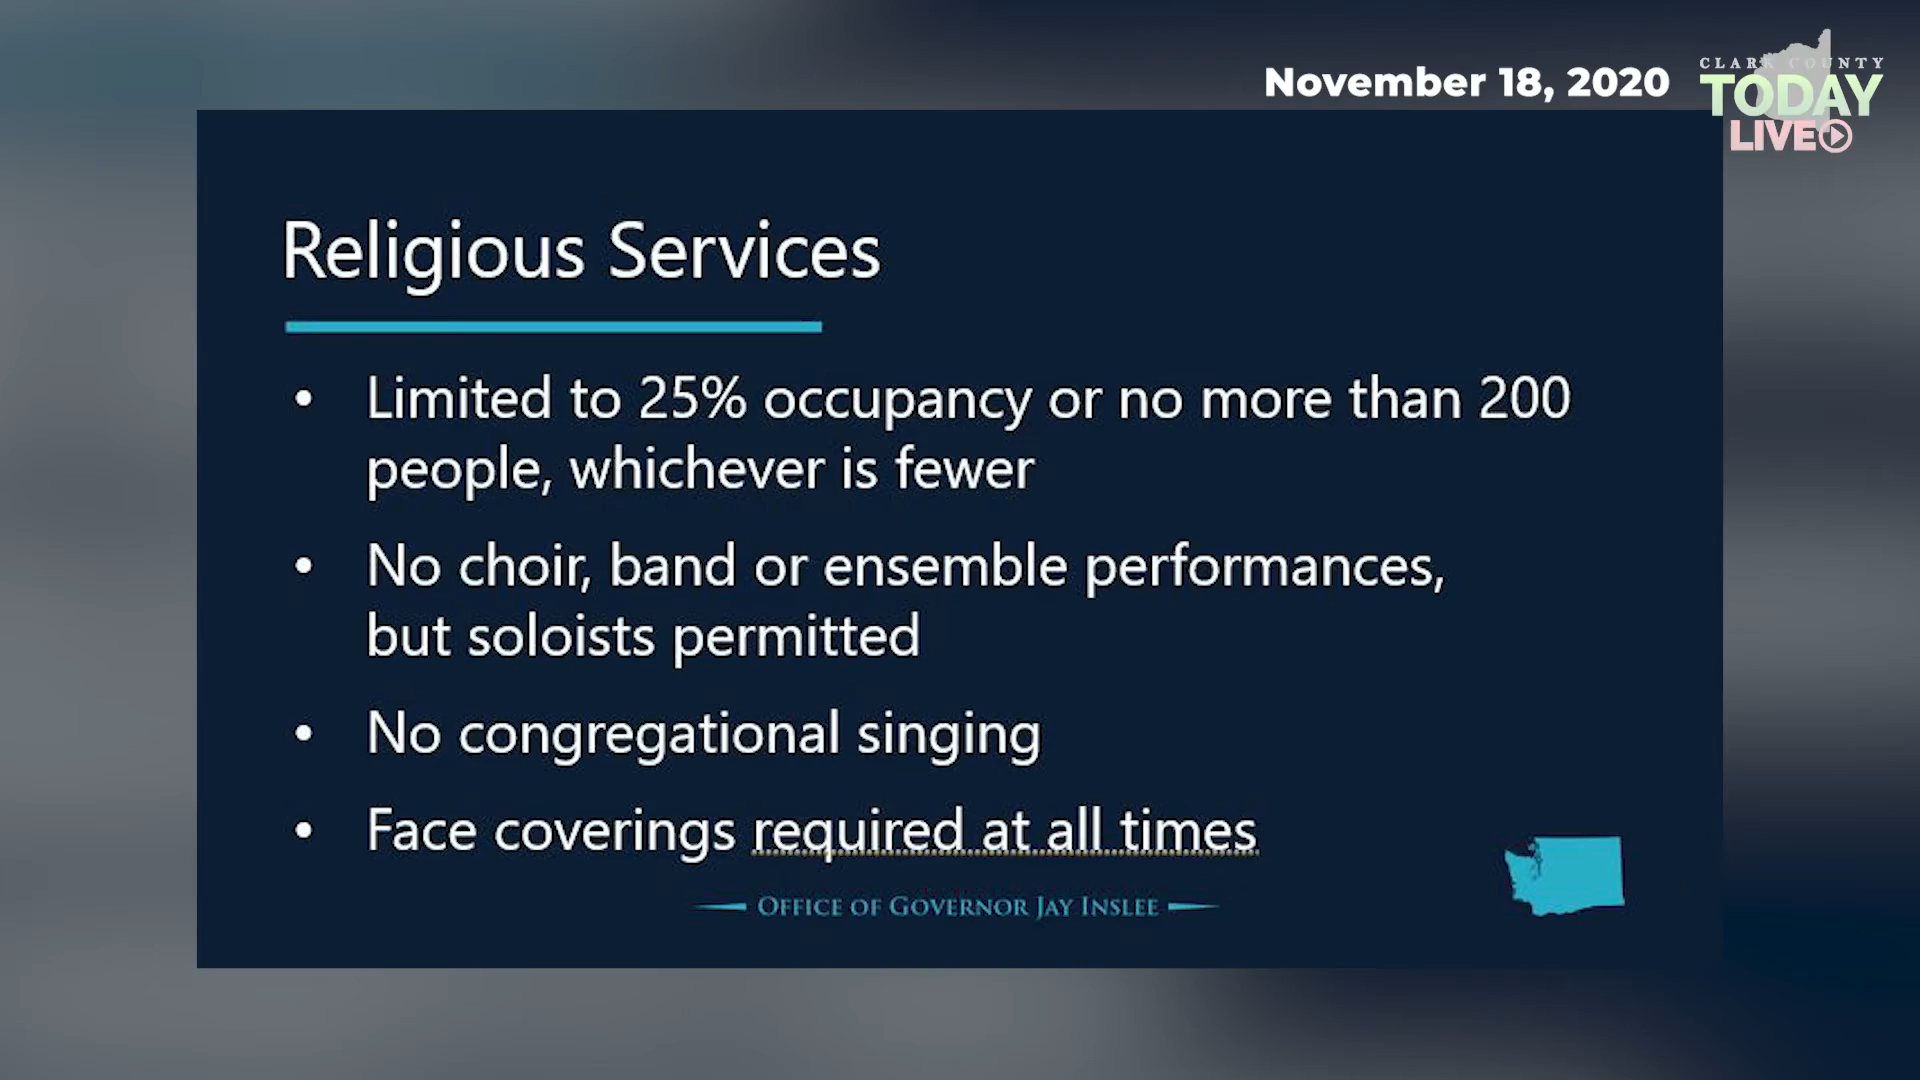 November 18, 2020
CLARK COUNTY
TODAY
LIVE
Religious Services
• Limited to 25% occupancy or no more than 200
people, whichever is fewer
• No choir, band or ensemble performances,
but soloists permitted
• No congregational singing
• Face coverings required at all times
OFFICE OF GOVERNOR JAY INSLEE